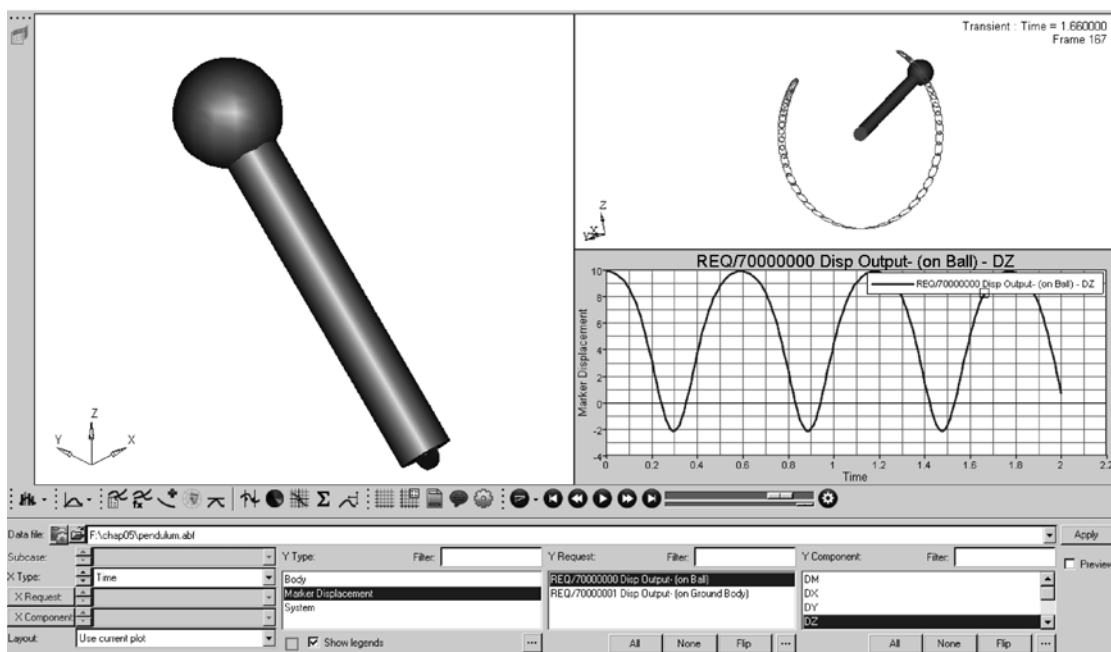 Transient : Time = 1.660000
Frame 167
Z
Y
X
Z
X
REQ/70000000 Disp Output- (on Ball) - DZ
REQ/70000000 Disp Output- (on Ball) - DZ
Marker Displacement
10
8
6
4
2
0
-2
-4
0
0.2
0.4
0.6
0.8
1
1.2
1.4
1.6
1.8
2
2.2
Time
fx
Σ
Data file:
F:\chap05\pendulum.abf
Apply
Subcase:
Y Type:
Filter:
Y Request:
Filter:
Y Component:
Filter:
Preview
X Type:
Time
Body
Marker Displacement
System
REQ/70000000 Disp Output- (on Ball)
REQ/70000001 Disp Output- (on Ground Body)
DM
DX
DY
DZ
X Request:
X Component:
Layout:
Use current plot
Show legends
...
All
None
Flip
...
All
None
Flip
...